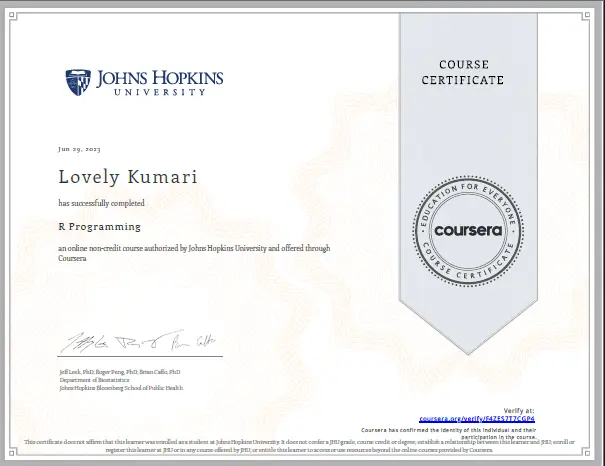 JOHNS HOPKINS
UNIVERSITY
COURSE
CERTIFICATE
Jun 29, 2023
Lovely Kumari
has successfully completed
R Programming
an online non-credit course authorized by Johns Hopkins University and offered through
Coursera
EDUCATION FOR EVERYONE
coursera
COURSE CERTIFICATE
Jeff Leek, PhD; Roger Peng, PhD; Brian Caffo, PhD
Department of Biostatistics
Johns Hopkins Bloomberg School of Public Health
Verify at:
coursera.org/verify/F4ZES7T7CGP4
Coursera has confirmed the identity of this individual and their
participation in the course.
This certificate does not affirm that this learner was enrolled as a student at Johns Hopkins University. It does not confer a JHU grade, course credit or degree, establish a relationship between this learner and JHU, enroll or
register this learner at JHU or in any course offered by JHU, or entitle this learner to access or use resources beyond the online courses provided by Coursera.